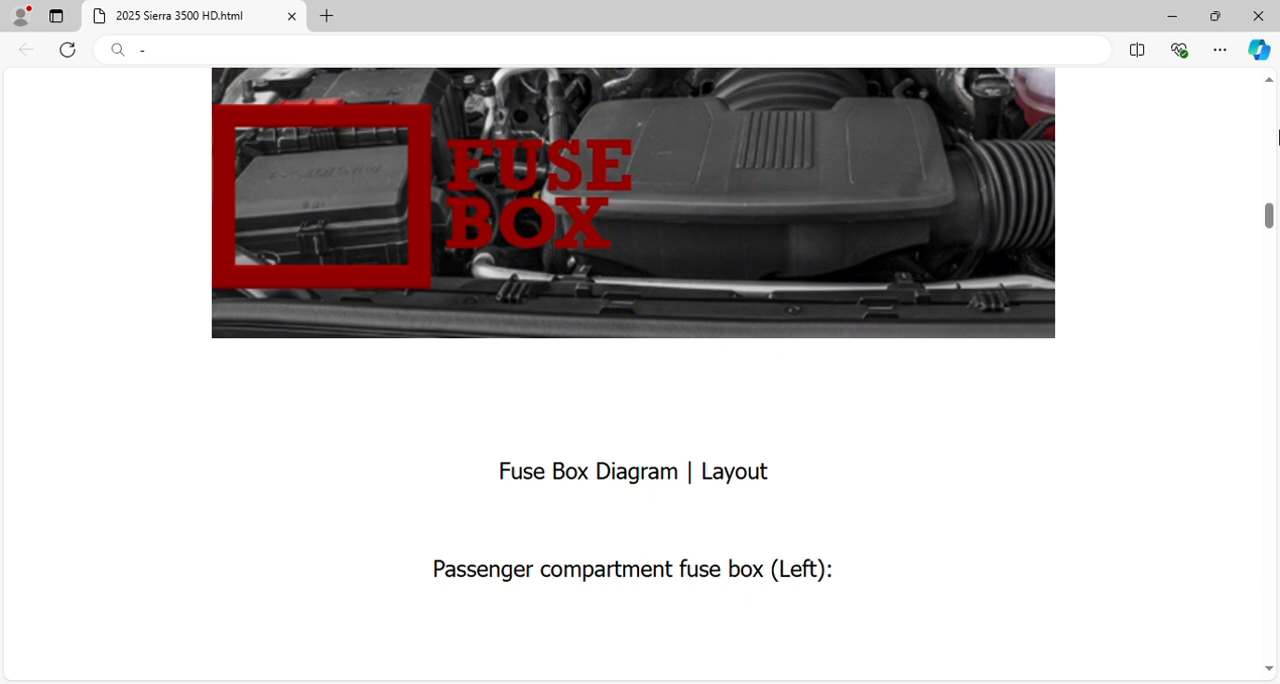 2025 Sierra 3500 HD.html
-
FUSE
BOX
Fuse Box Diagram | Layout
Passenger compartment fuse box (Left):